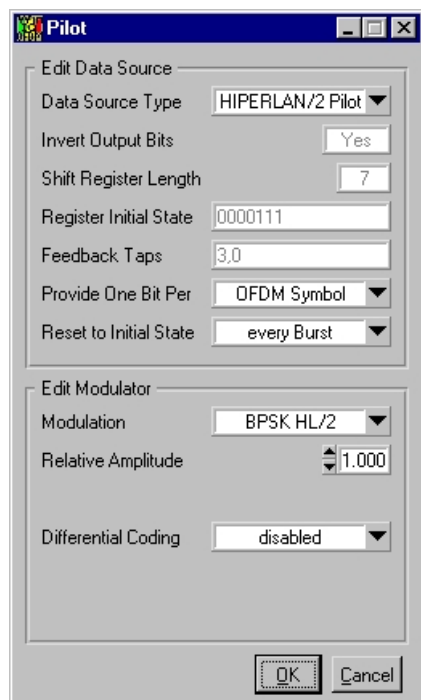 Pilot
Edit Data Source
Data Source Type HIPERLAN/2 Pilot
Invert Output Bits Yes
Shift Register Length 7
Register Initial State 0000111
Feedback Taps 3,0
Provide One Bit Per OFDM Symbol
Reset to Initial State every Burst
Edit Modulator
Modulation BPSK HL/2
Relative Amplitude 1.000
Differential Coding disabled
OK Cancel